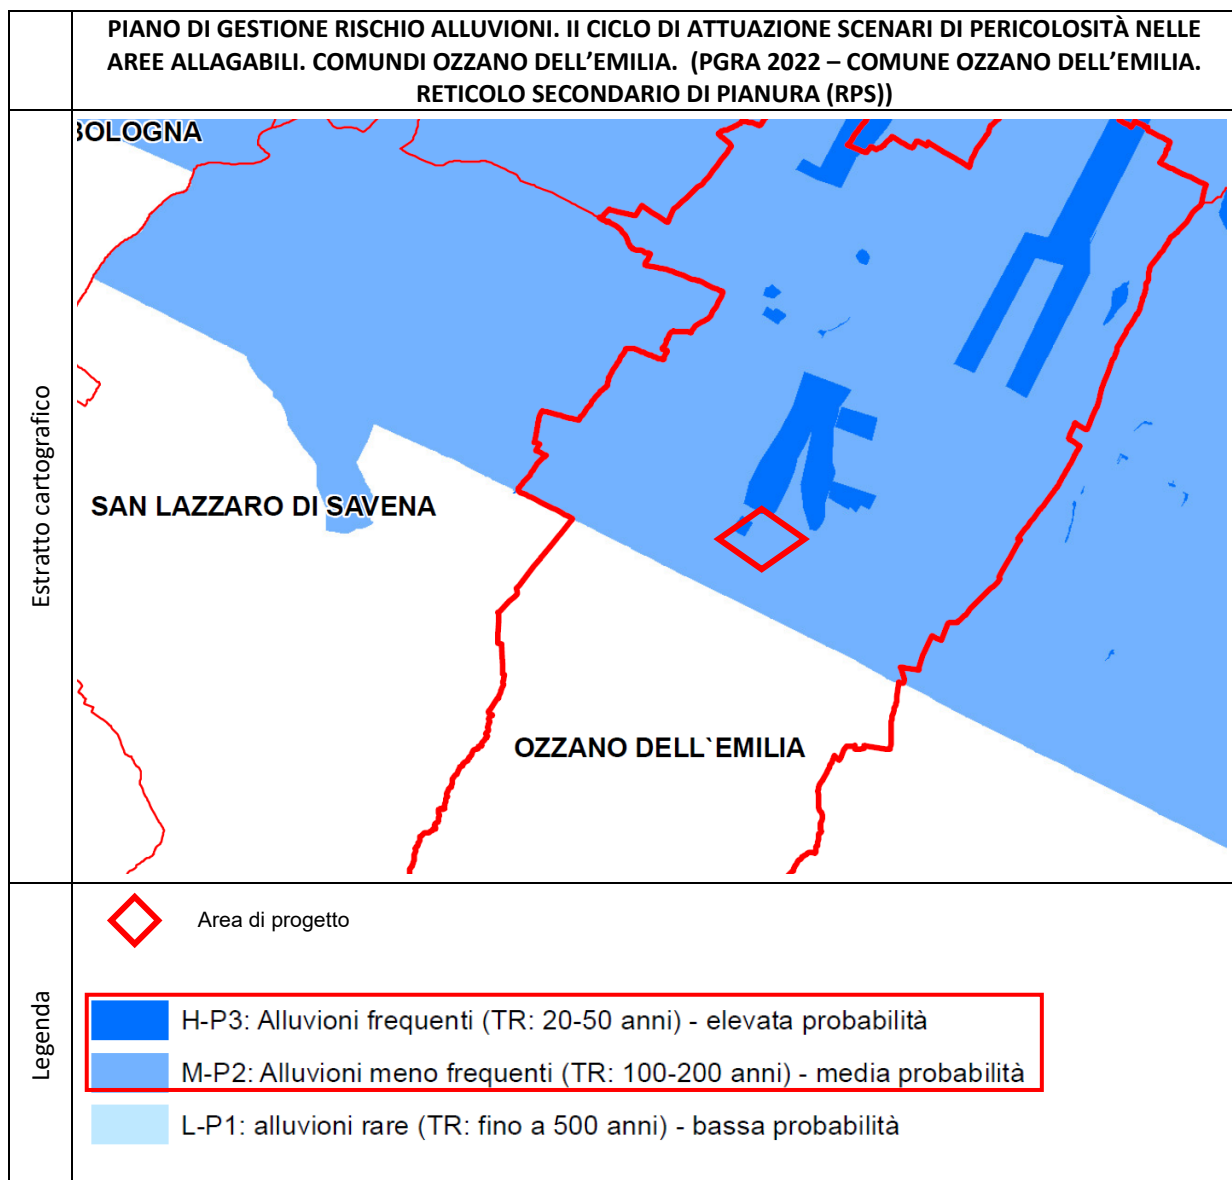 PIANO DI GESTIONE RISCHIO ALLUVIONI. II CICLO DI ATTUAZIONE SCENARI DI PERICOLOSITÀ NELLE
AREE ALLAGABILI. COMUNDI OZZANO DELL’EMILIA. (PGRA 2022 – COMUNE OZZANO DELL’EMILIA.
RETICOLO SECONDARIO DI PIANURA (RPS))
Estratto cartografico
BOLOGNA
SAN LAZZARO DI SAVENA
OZZANO DELL`EMILIA
Legenda
Area di progetto
H-P3: Alluvioni frequenti (TR: 20-50 anni) - elevata probabilità
M-P2: Alluvioni meno frequenti (TR: 100-200 anni) - media probabilità
L-P1: alluvioni rare (TR: fino a 500 anni) - bassa probabilità